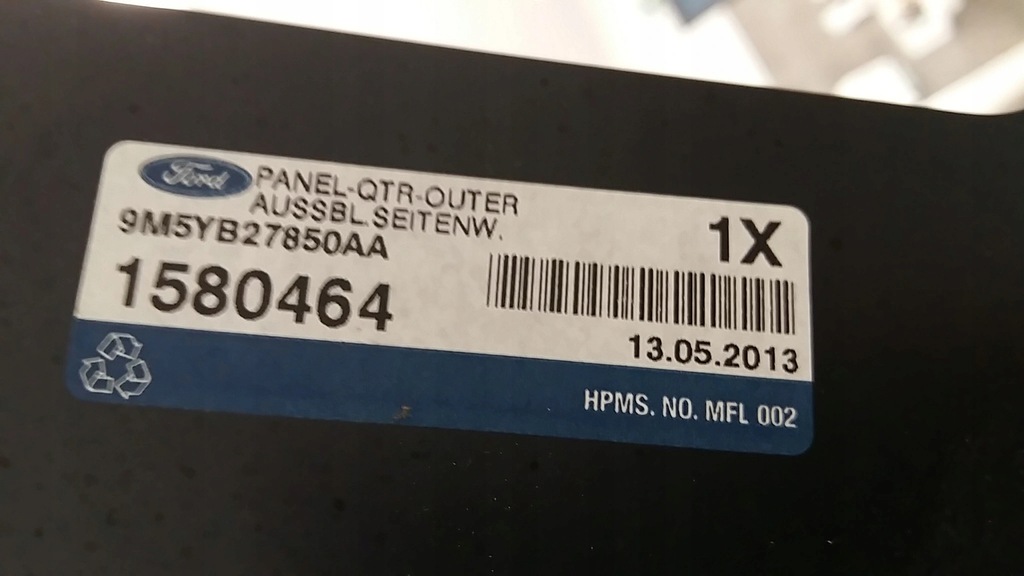 Ford
PANEL-QTR-OUTER
AUSSBL.SEITENW.
9M5YB27850AA
1X
1580464
13.05.2013
HPMS. NO. MFL 002